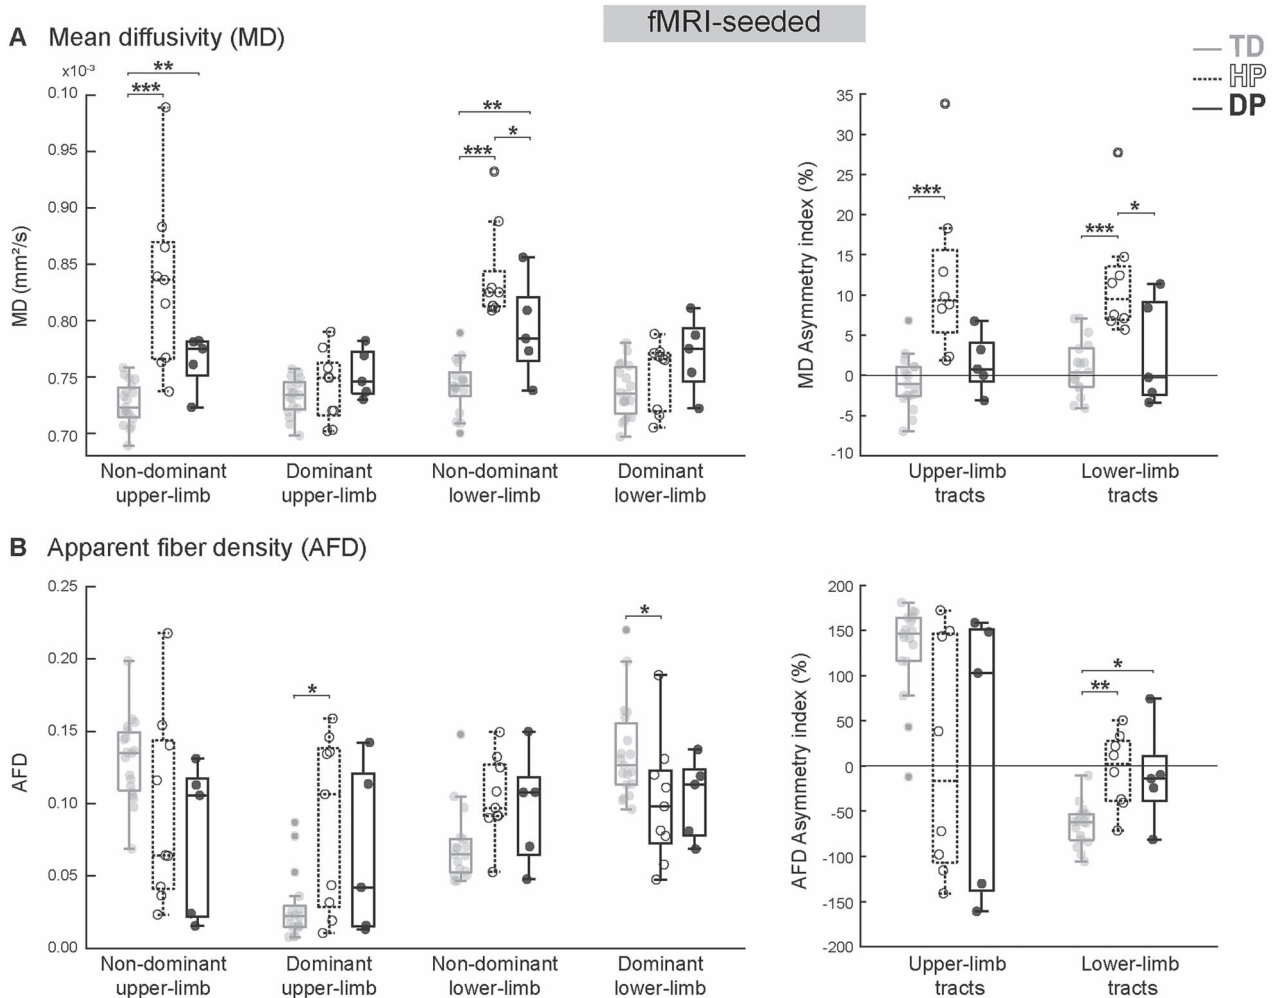 fMRI-seeded
A Mean diffusivity (MD)
TD
HP
DP
x10⁻³
** 
***
**
*
***
0.10
0.95
0.90
0.85
0.80
0.75
0.70
MD (mm²/s)
Non-dominant upper-limb
Dominant upper-limb
Non-dominant lower-limb
Dominant lower-limb
***
*
***
35
30
25
20
15
10
5
0
-5
-10
MD Asymmetry index (%)
Upper-limb tracts
Lower-limb tracts
B Apparent fiber density (AFD)
*
*
0.25
0.20
0.15
0.10
0.05
0.00
AFD
Non-dominant upper-limb
Dominant upper-limb
Non-dominant lower-limb
Dominant lower-limb
*
**
200
150
100
50
0
-50
-100
-150
-200
AFD Asymmetry index (%)
Upper-limb tracts
Lower-limb tracts